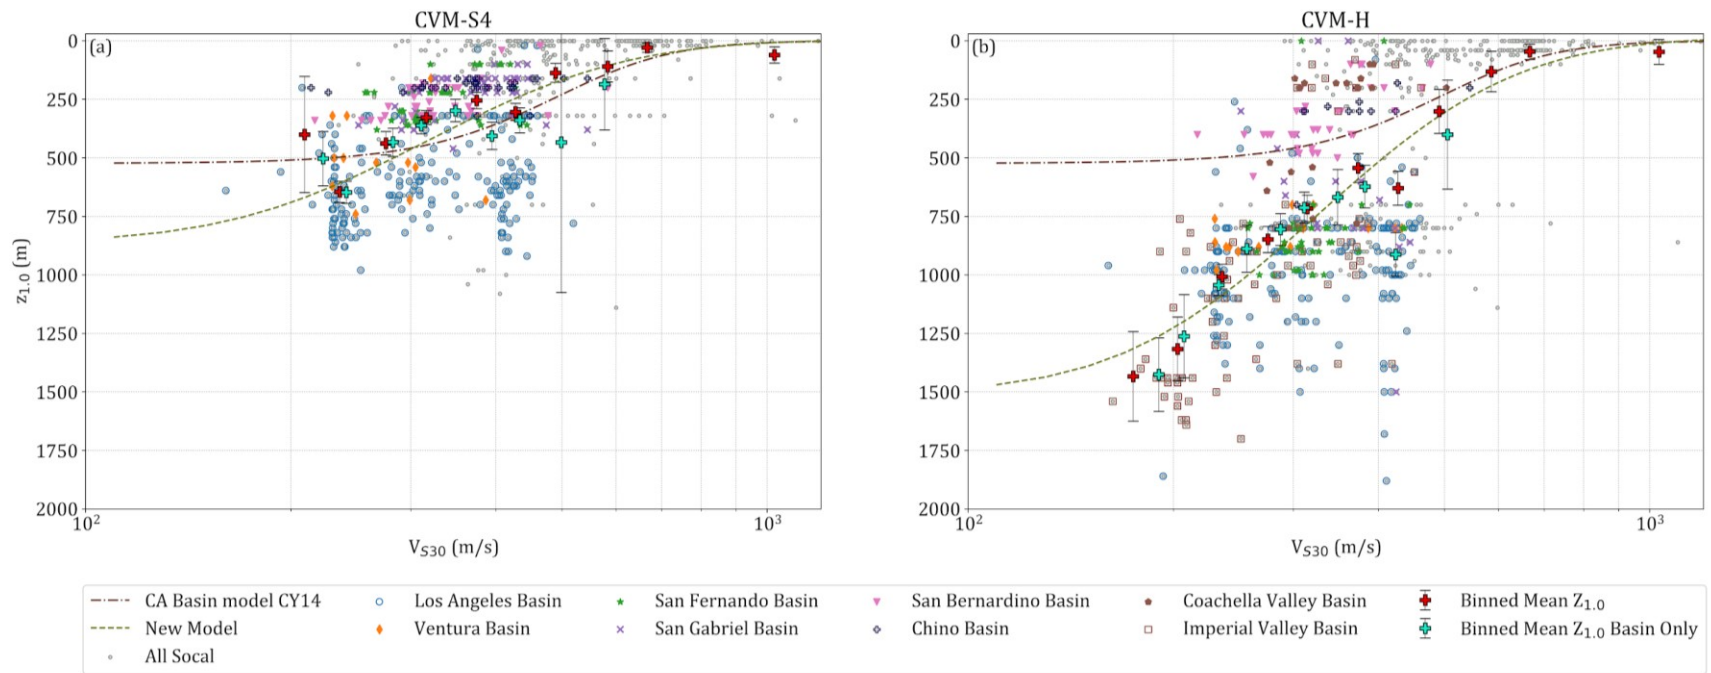 CVM-S4
CVM-H
(a)
(b)
0
250
500
750
1000
1250
1500
1750
2000
z1.0 (m)
0
250
500
750
1000
1250
1500
1750
2000
10²
10³
10²
10³
VS30 (m/s)
VS30 (m/s)
CA Basin model CY14
Los Angeles Basin
San Fernando Basin
San Bernardino Basin
Coachella Valley Basin
Binned Mean Z1.0
New Model
Ventura Basin
San Gabriel Basin
Chino Basin
Imperial Valley Basin
Binned Mean Z1.0 Basin Only
All Socal